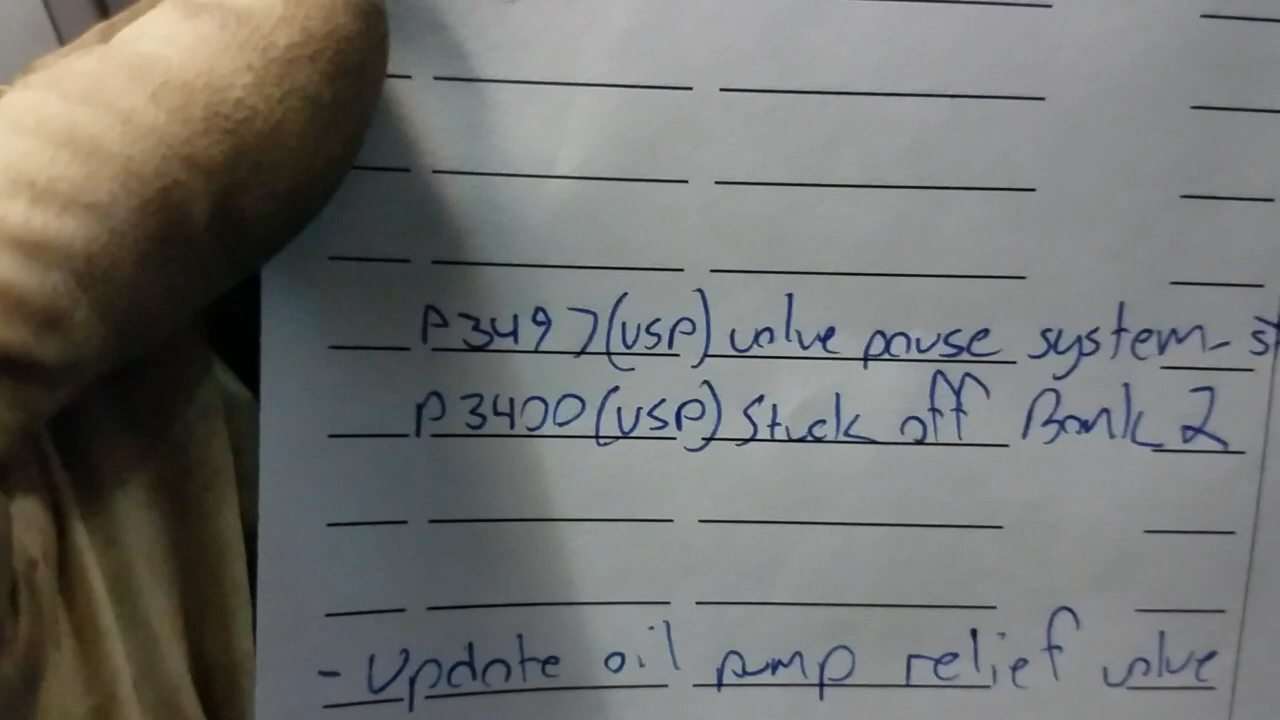 P3497 (VSP) valve pause system - s
P3400 (VSP) Stuck off Bank 2
- Update oil pump relief valve